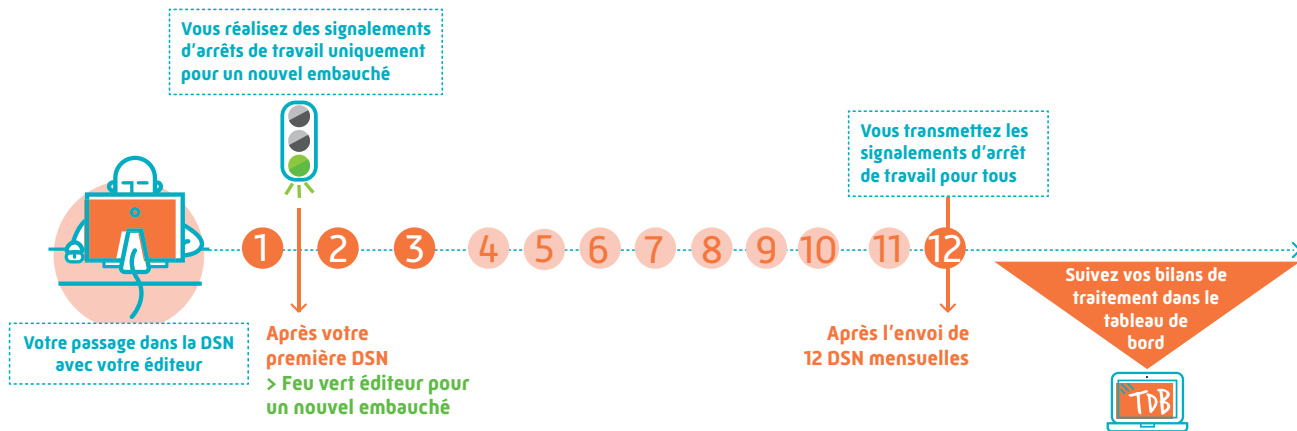 Vous réalisez des signalements
d'arrêts de travail uniquement
pour un nouvel embauché
Vous transmettez les
signalements d'arrêt
de travail pour tous
1 2 3 4 5 6 7 8 9 10 11 12
Votre passage dans la DSN
avec votre éditeur
Après votre
première DSN
> Feu vert éditeur pour
un nouvel embauché
Après l'envoi de
12 DSN mensuelles
Suivez vos bilans de
traitement dans le
tableau de
bord
TDB